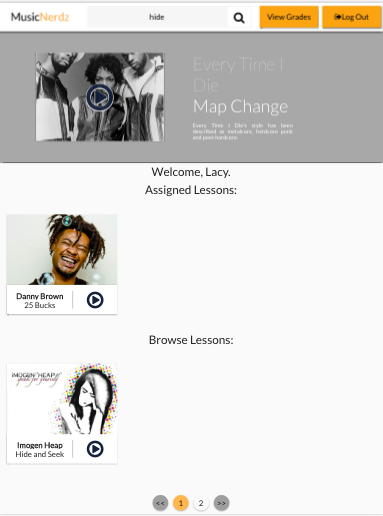 MusicNerdz
hide
View Grades
Log Out
Every Time I
Die
Map Change
Every Time I Die's style has been
described as metalcore, hardcore punk
and post-hardcore.
Welcome, Lacy.
Assigned Lessons:
Danny Brown
25 Bucks
Browse Lessons:
iMOGEN HEAP
speak for yourself
Imogen Heap
Hide and Seek
<< 1 2 >>